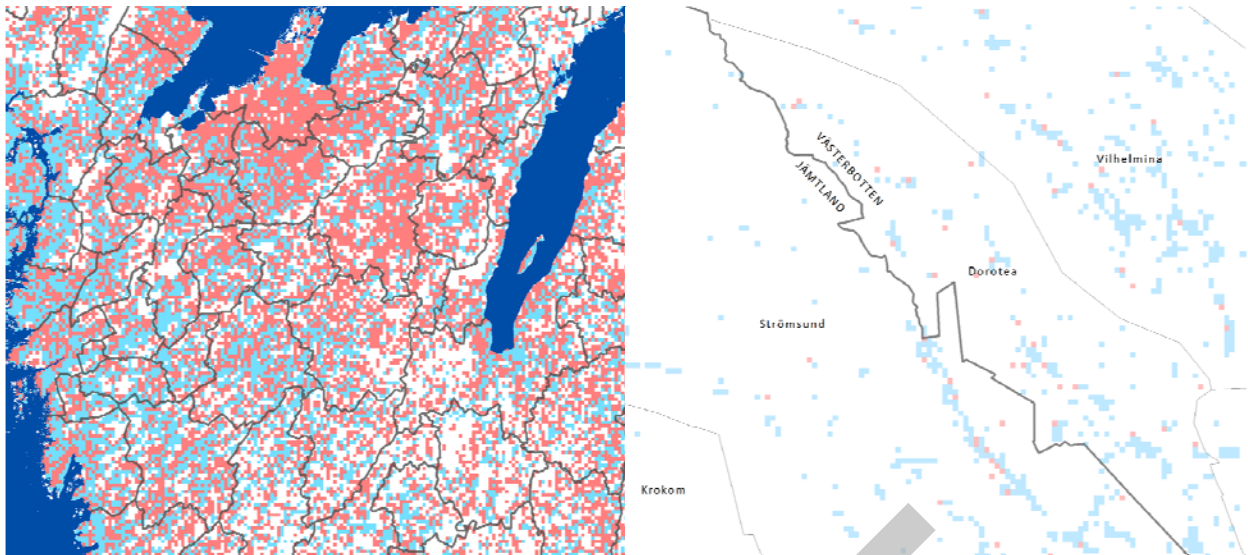 Vilhelmina
VÄSTERBOTTEN
JÄMTLAND
Dorotea
Strömsund
Krokom